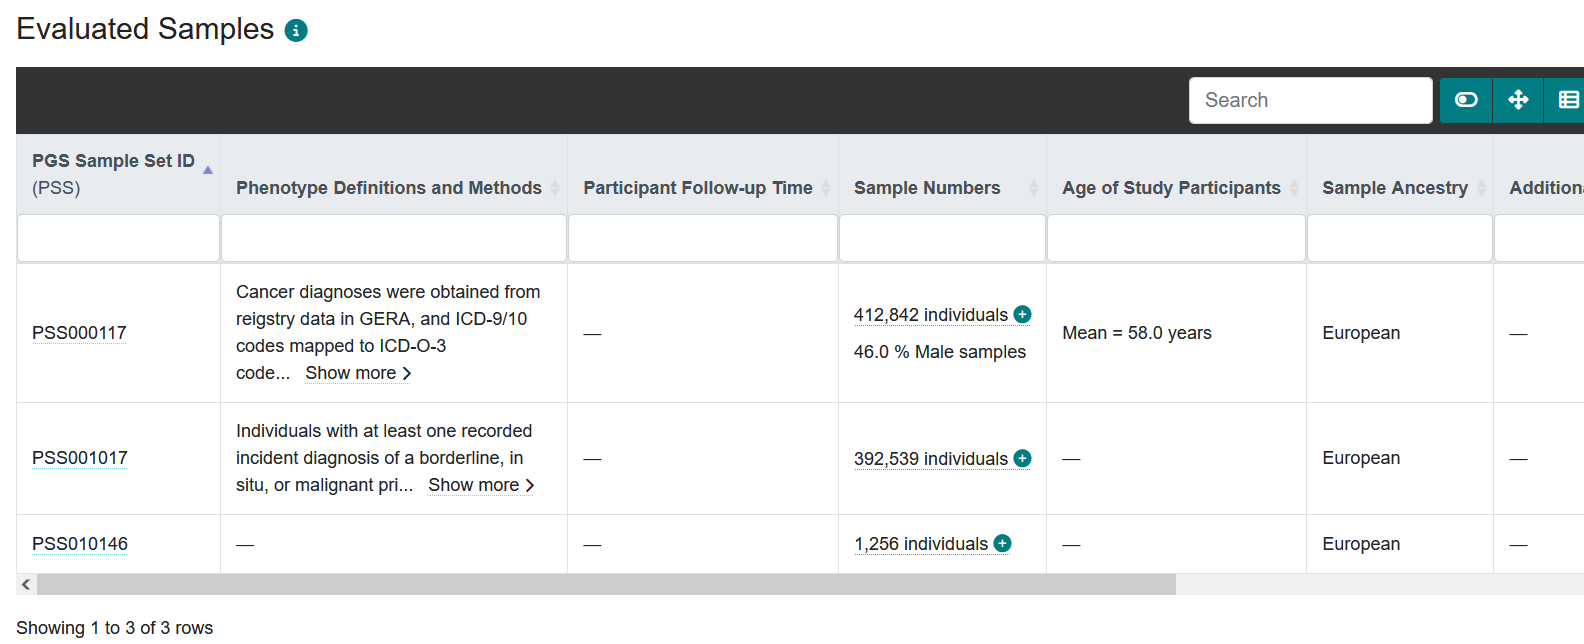 Evaluated Samples
Search
PGS Sample Set ID
(PSS)
Phenotype Definitions and Methods
Participant Follow-up Time
Sample Numbers
Age of Study Participants
Sample Ancestry
Addition
PSS000117
Cancer diagnoses were obtained from
reigstry data in GERA, and ICD-9/10
codes mapped to ICD-O-3
code... Show more
—
412,842 individuals
46.0 % Male samples
Mean = 58.0 years
European
—
PSS001017
Individuals with at least one recorded
incident diagnosis of a borderline, in
situ, or malignant pri... Show more
—
392,539 individuals
—
European
—
PSS010146
—
—
1,256 individuals
—
European
—
Showing 1 to 3 of 3 rows